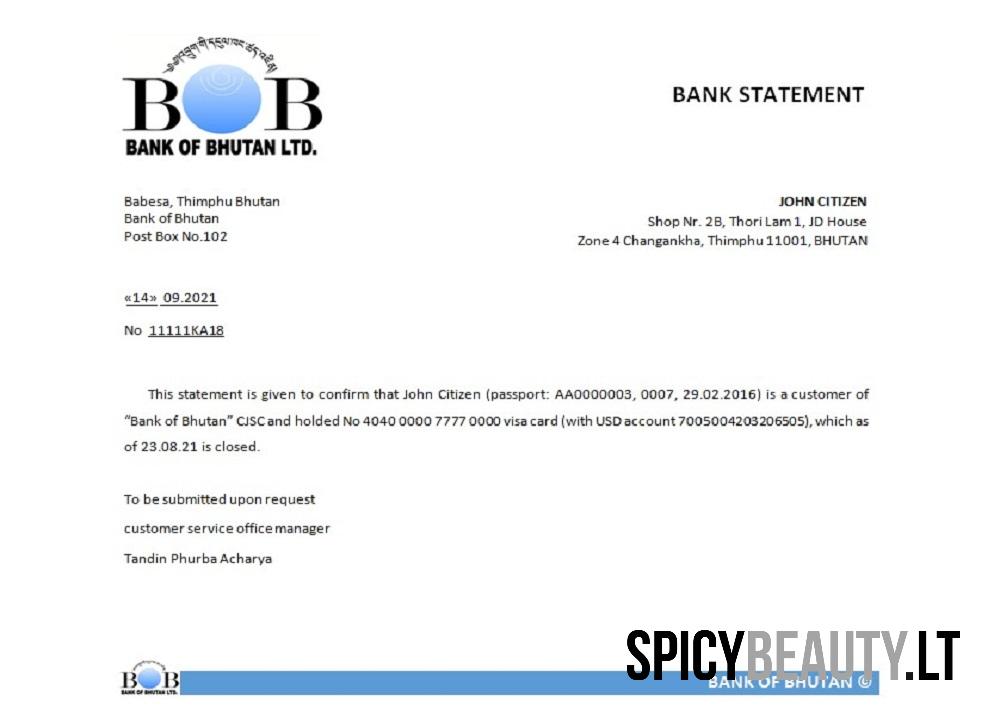 BOB
BANK OF BHUTAN LTD.
BANK STATEMENT
Babesa, Thimphu Bhutan
Bank of Bhutan
Post Box No.102
JOHN CITIZEN
Shop Nr. 2B, Thori Lam 1, JD House
Zone 4 Changankha, Thimphu 11001, BHUTAN
«14» 09.2021
No 11111KA18
This statement is given to confirm that John Citizen (passport: AA0000003, 0007, 29.02.2016) is a customer of
“Bank of Bhutan” CJSC and holded No 4040 0000 7777 0000 visa card (with USD account 7005004203206505), which as
of 23.08.21 is closed.
To be submitted upon request
customer service office manager
Tandin Phurba Acharya
SPICYBEAUTY.LT
BOB
BANK OF BHUTAN LTD.
BANK OF BHUTAN ©